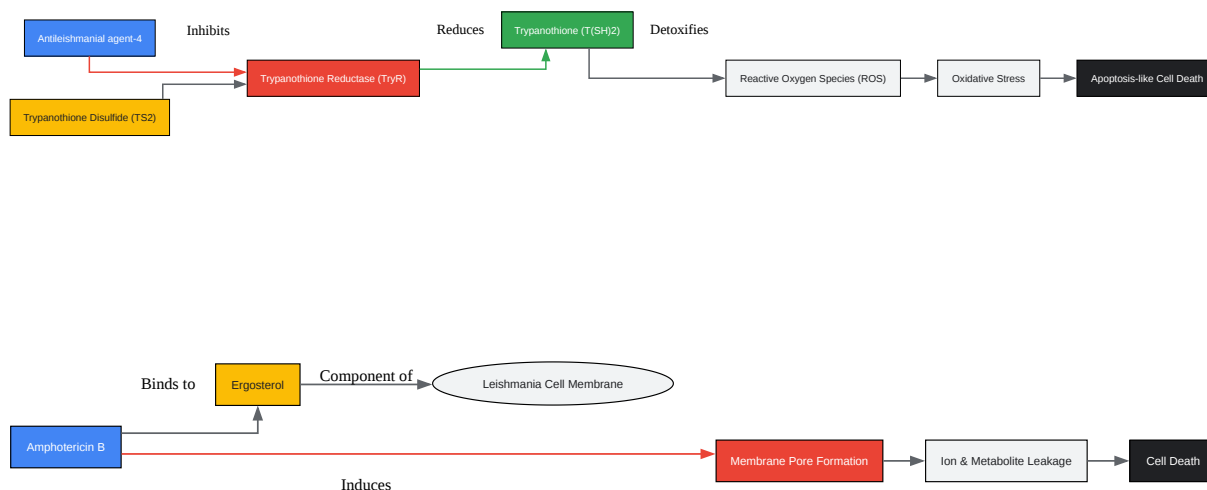 Antileishmanial agent-4
Inhibits
Reduces
Trypanothione (T(SH)2)
Detoxifies
Trypanothione Reductase (TryR)
Reactive Oxygen Species (ROS)
Oxidative Stress
Apoptosis-like Cell Death
Trypanothione Disulfide (TS2)
Binds to
Ergosterol
Component of
Leishmania Cell Membrane
Amphotericin B
Membrane Pore Formation
Ion & Metabolite Leakage
Cell Death
Induces